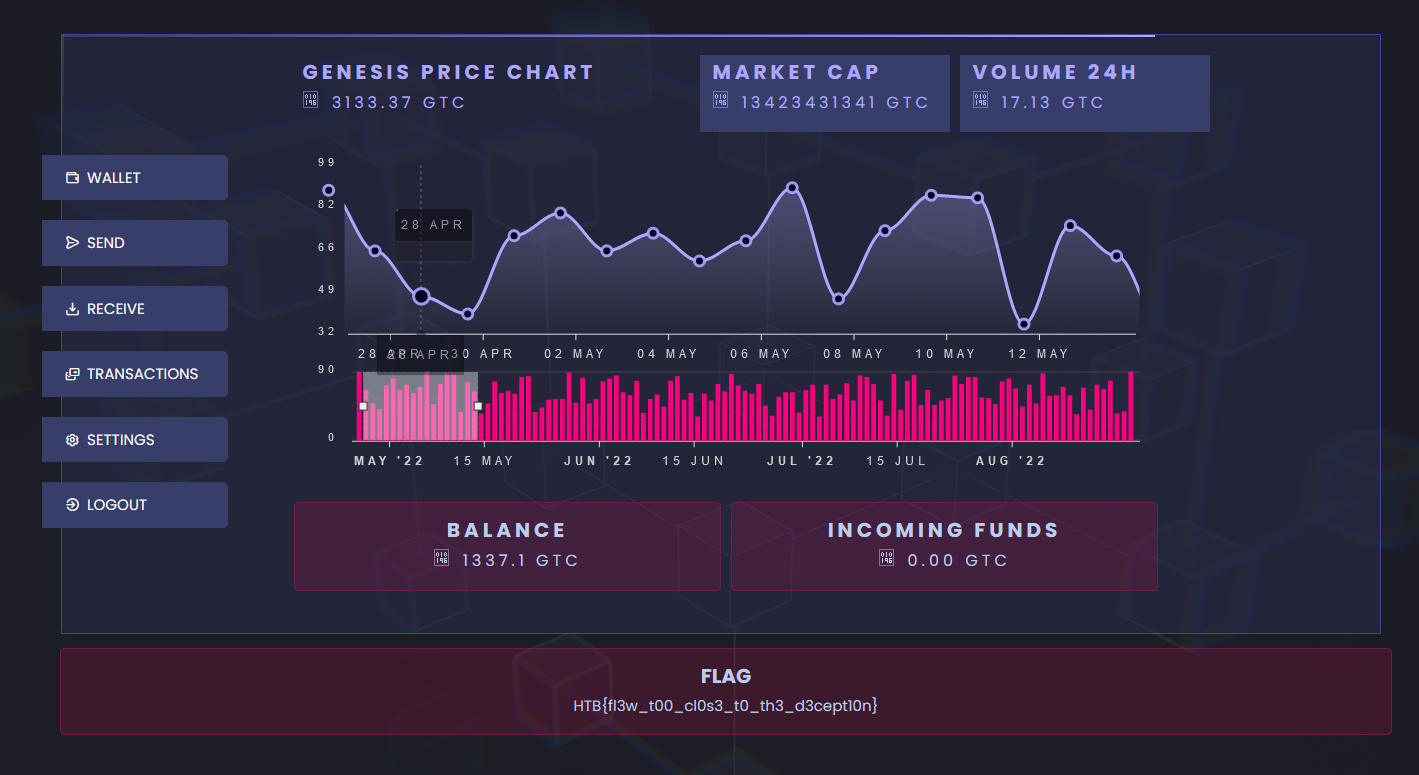 GENESIS PRICE CHART
3133.37 GTC
MARKET CAP
13423431341 GTC
VOLUME 24H
17.13 GTC
WALLET
SEND
RECEIVE
TRANSACTIONS
SETTINGS
LOGOUT
99
82
66
49
32
28 APR
28 APR 30 APR 02 MAY 04 MAY 06 MAY 08 MAY 10 MAY 12 MAY
28 APR
90
0
MAY '22 15 MAY JUN '22 15 JUN JUL '22 15 JUL AUG '22
BALANCE
1337.1 GTC
INCOMING FUNDS
0.00 GTC
FLAG
HTB{fl3w_t00_cl0s3_t0_th3_d3cept10n}